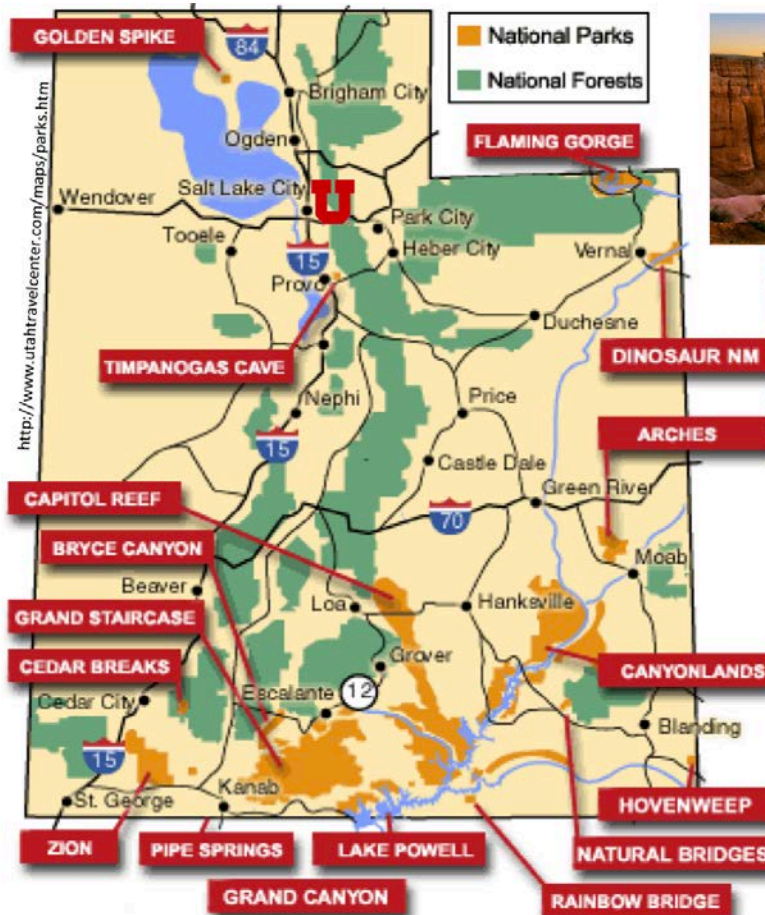 GOLDEN SPIKE
84
National Parks
National Forests
http://www.utahtravelcenter.com/maps/parks.htm
Brigham City
Ogden
FLAMING GORGE
Wendover
Salt Lake City
U
Park City
Tooele
Heber City
Vernal
15
Provo
Duchesne
TIMPANOGAS CAVE
DINOSAUR NM
Nephi
Price
15
ARCHES
Castle Dale
CAPITOL REEF
Green River
70
BRYCE CANYON
Moab
Beaver
Loa
Hanksville
GRAND STAIRCASE
Grover
CEDAR BREAKS
CANYONLANDS
Cedar City
Escalante
12
Blanding
15
Kanab
St. George
HOVENWEEP
ZION
PIPE SPRINGS
LAKE POWELL
NATURAL BRIDGES
GRAND CANYON
RAINBOW BRIDGE